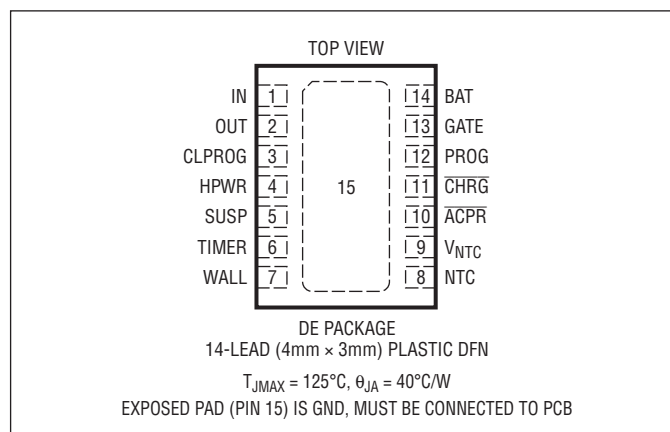 TOP VIEW
IN 1 14 BAT
OUT 2 13 GATE
CLPROG 3 12 PROG
HPWR 4 15 11 CHRG
SUSP 5 10 ACPR
TIMER 6 9 VNTC
WALL 7 8 NTC
DE PACKAGE
14-LEAD (4mm × 3mm) PLASTIC DFN
TJMAX = 125°C, θJA = 40°C/W
EXPOSED PAD (PIN 15) IS GND, MUST BE CONNECTED TO PCB